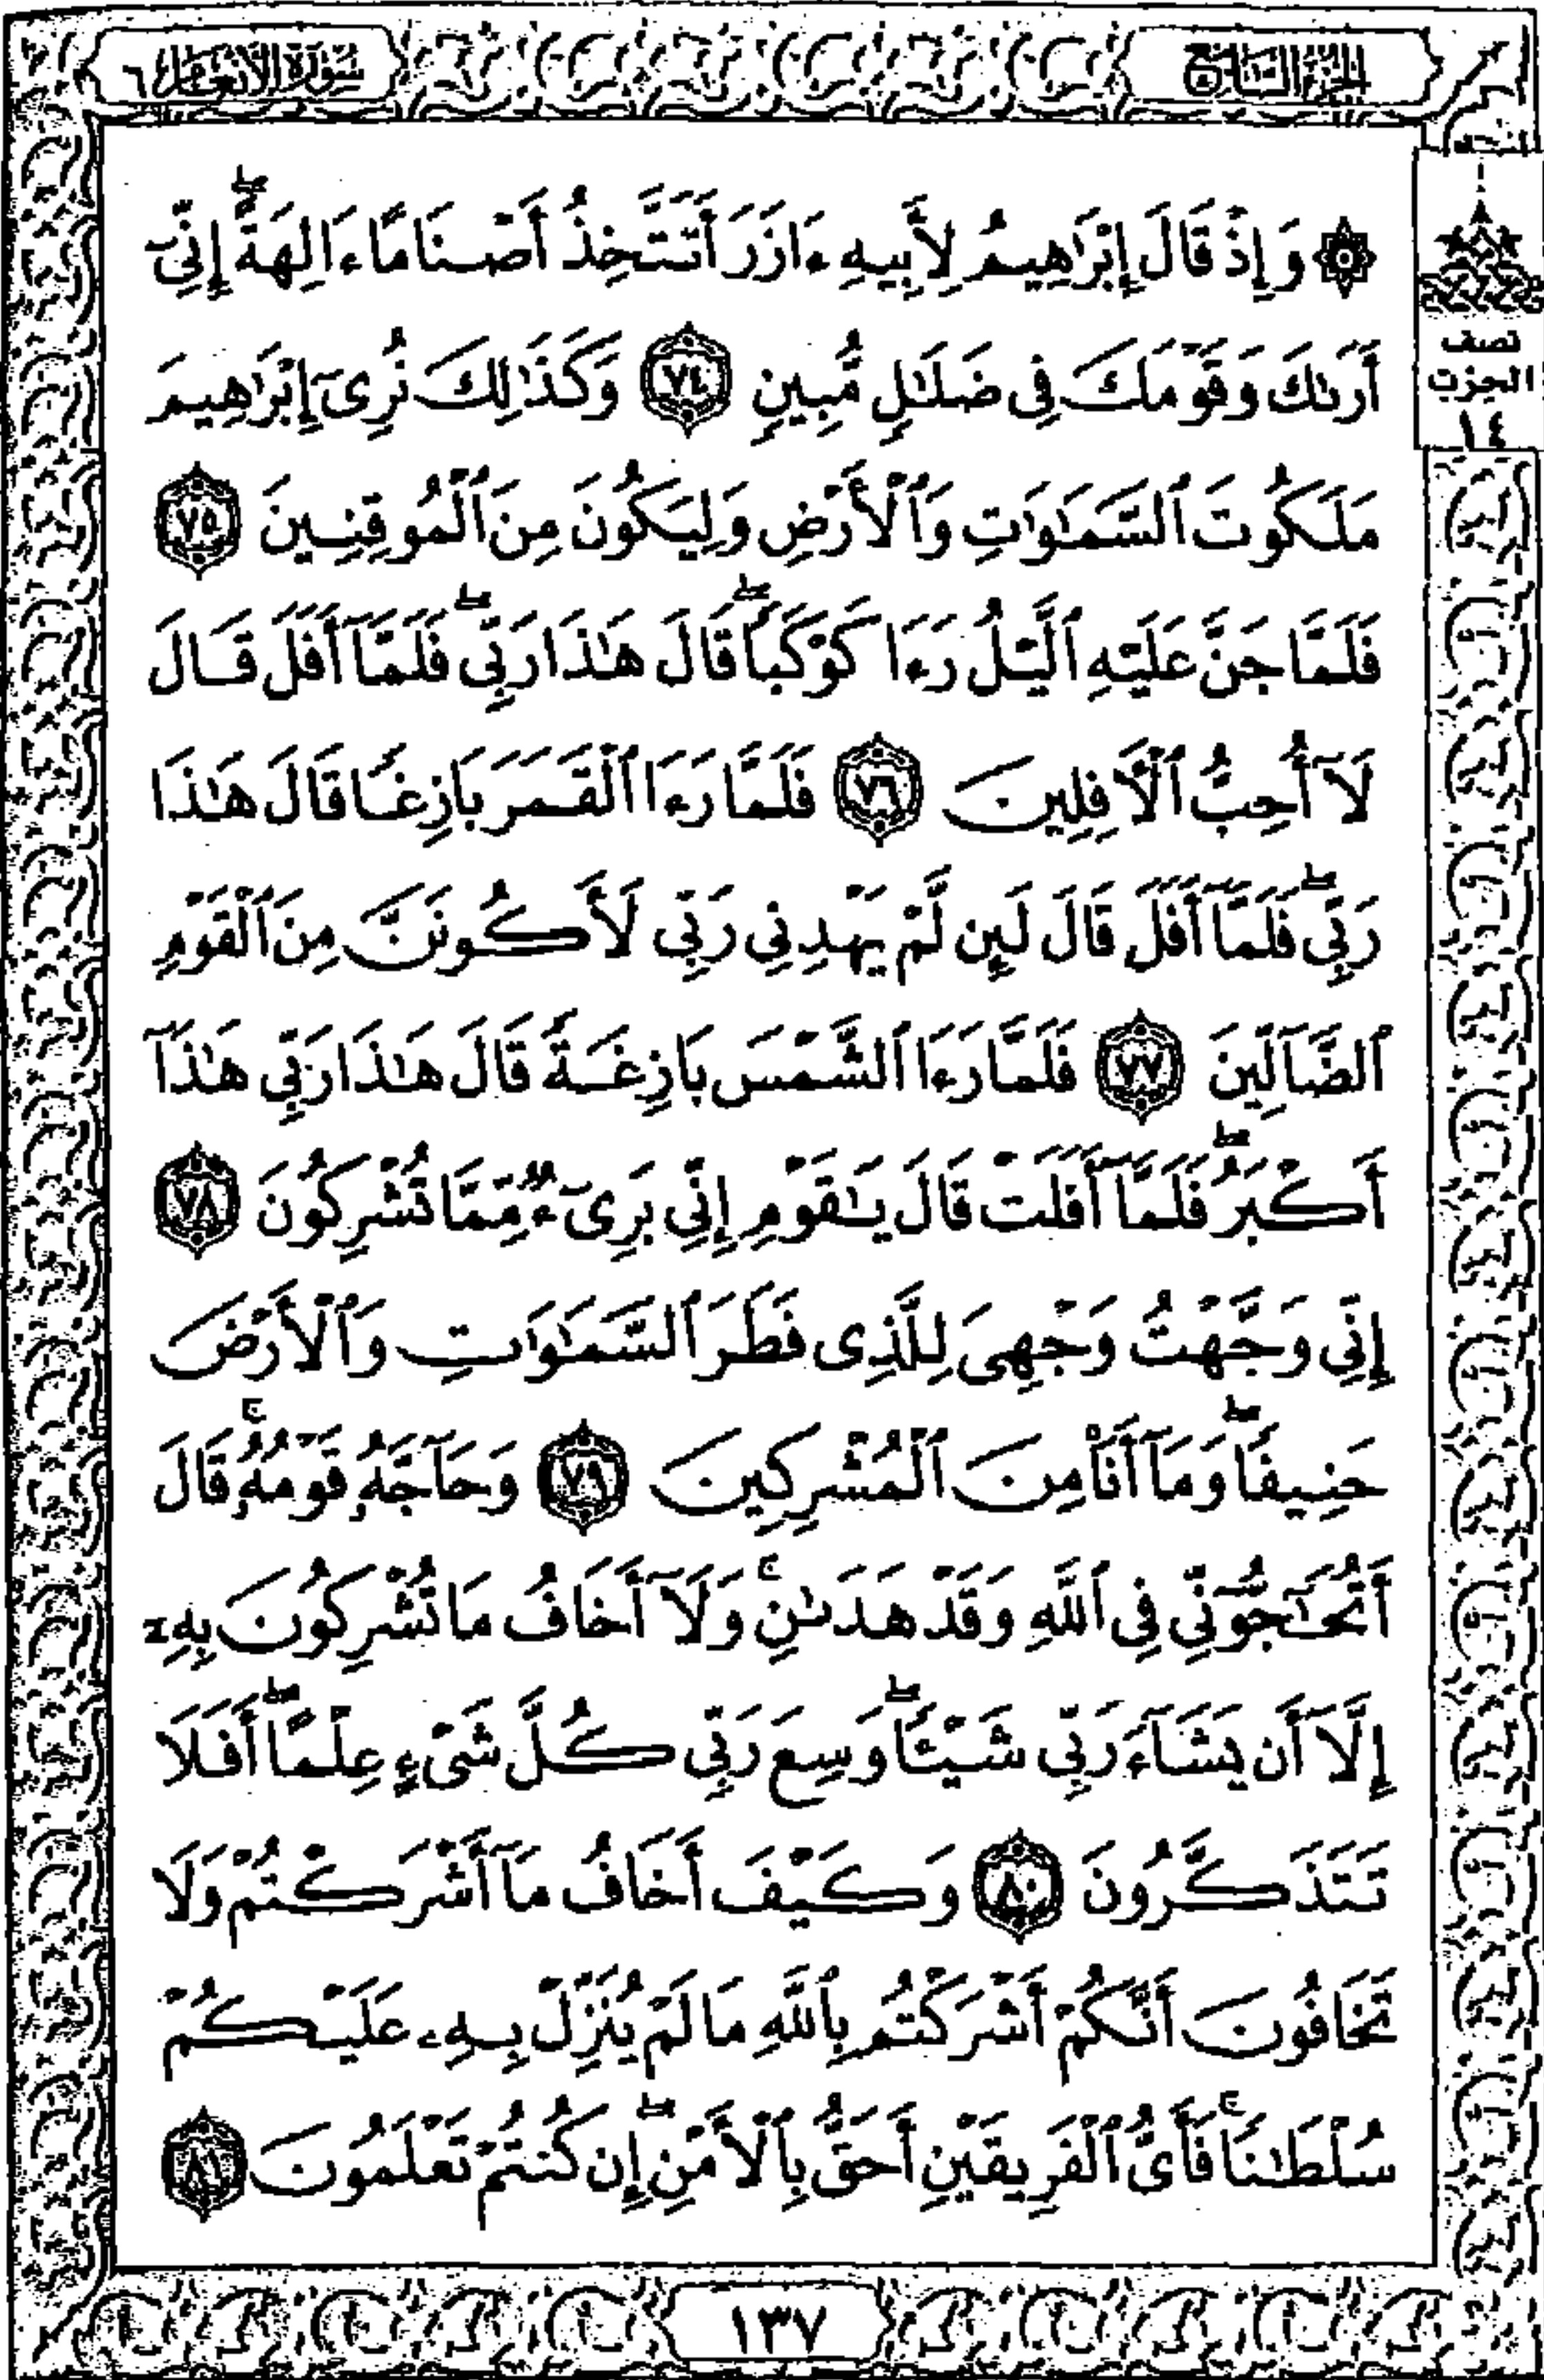 الجزء السابع
سورة الأنعام ٦
نصف
الحزب
١٤
۞ وَإِذْ قَالَ إِبْرَٰهِيمُ لِأَبِيهِ ءَازَرَ أَتَتَّخِذُ أَصْنَامًا ءَالِهَةً ۖ إِنِّىٓ
أَرَىٰكَ وَقَوْمَكَ فِى ضَلَـٰلٍ مُّبِينٍ ٧٤ وَكَذَٰلِكَ نُرِىٓ إِبْرَٰهِيمَ
مَلَكُوتَ ٱلسَّمَـٰوَٰتِ وَٱلْأَرْضِ وَلِيَكُونَ مِنَ ٱلْمُوقِنِينَ ٧٥
فَلَمَّا جَنَّ عَلَيْهِ ٱلَّيْلُ رَءَا كَوْكَبًا ۖ قَالَ هَـٰذَا رَبِّى ۖ فَلَمَّآ أَفَلَ قَالَ
لَآ أُحِبُّ ٱلْـَٔافِلِينَ ٧٦ فَلَمَّا رَءَا ٱلْقَمَرَ بَازِغًا قَالَ هَـٰذَا
رَبِّى ۖ فَلَمَّآ أَفَلَ قَالَ لَئِن لَّمْ يَهْدِنِى رَبِّى لَأَكُونَنَّ مِنَ ٱلْقَوْمِ
ٱلضَّآلِّينَ ٧٧ فَلَمَّا رَءَا ٱلشَّمْسَ بَازِغَةً قَالَ هَـٰذَا رَبِّى هَـٰذَآ
أَكْبَرُ ۖ فَلَمَّآ أَفَلَتْ قَالَ يَـٰقَوْمِ إِنِّى بَرِىٓءٌ مِّمَّا تُشْرِكُونَ ٧٨
إِنِّى وَجَّهْتُ وَجْهِىَ لِلَّذِى فَطَرَ ٱلسَّمَـٰوَٰتِ وَٱلْأَرْضَ
حَنِيفًا ۖ وَمَآ أَنَا۠ مِنَ ٱلْمُشْرِكِينَ ٧٩ وَحَآجَّهُۥ قَوْمُهُۥ ۚ قَالَ
أَتُحَـٰٓجُّوٓنِّى فِى ٱللَّهِ وَقَدْ هَدَىٰنِ ۚ وَلَآ أَخَافُ مَا تُشْرِكُونَ بِهِۦٓ
إِلَّآ أَن يَشَآءَ رَبِّى شَيْـًٔا ۗ وَسِعَ رَبِّى كُلَّ شَىْءٍ عِلْمًا ۗ أَفَلَا
تَتَذَكَّرُونَ ٨٠ وَكَيْفَ أَخَافُ مَآ أَشْرَكْتُمْ وَلَا
تَخَافُونَ أَنَّكُمْ أَشْرَكْتُم بِٱللَّهِ مَا لَمْ يُنَزِّلْ بِهِۦ عَلَيْكُمْ
سُلْطَـٰنًا ۚ فَأَىُّ ٱلْفَرِيقَيْنِ أَحَقُّ بِٱلْأَمْنِ ۖ إِن كُنتُمْ تَعْلَمُونَ ٨١
١٣٧